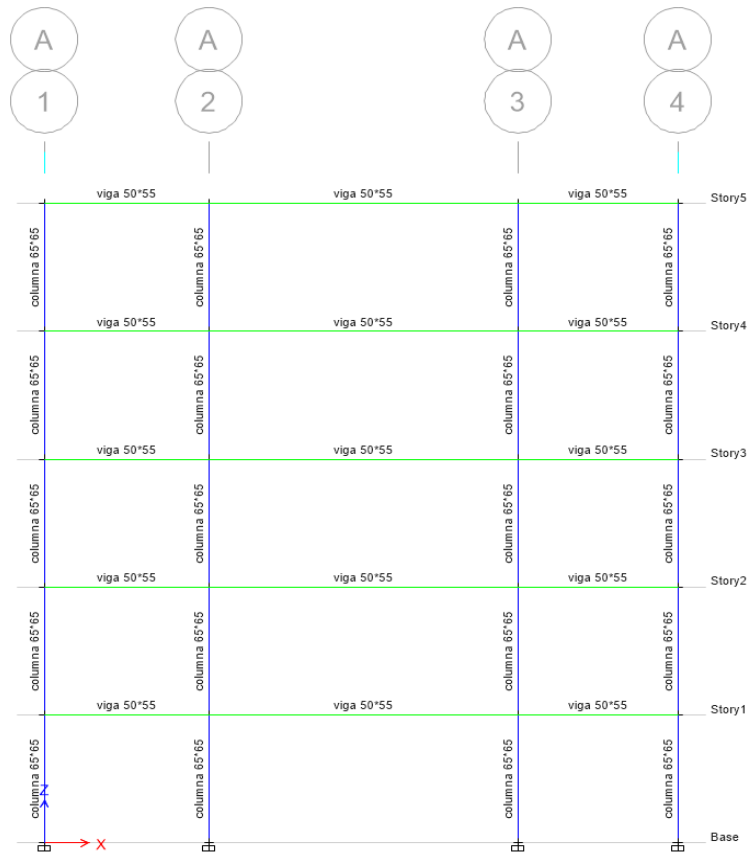 A A A A
1 2 3 4
viga 50*55 viga 50*55 viga 50*55 Story5
columna 65*65 columna 65*65 columna 65*65 columna 65*65
viga 50*55 viga 50*55 viga 50*55 Story4
columna 65*65 columna 65*65 columna 65*65 columna 65*65
viga 50*55 viga 50*55 viga 50*55 Story3
columna 65*65 columna 65*65 columna 65*65 columna 65*65
viga 50*55 viga 50*55 viga 50*55 Story2
columna 65*65 columna 65*65 columna 65*65 columna 65*65
viga 50*55 viga 50*55 viga 50*55 Story1
columna 65*65 columna 65*65 columna 65*65 columna 65*65
Z
X Base